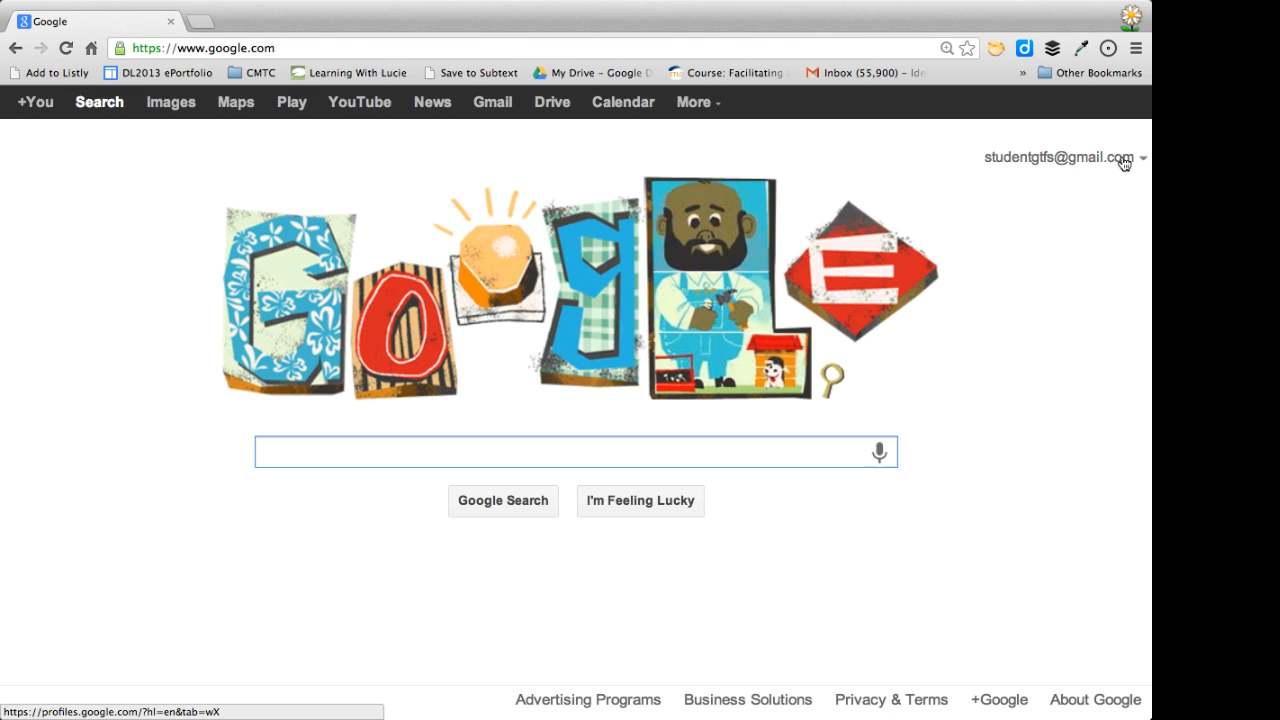 Google
https://www.google.com
Add to Listly DL2013 ePortfolio CMTC Learning With Lucie Save to Subtext My Drive - Google D Course: Facilitating a Inbox (55,900) - Ide » Other Bookmarks
+You Search Images Maps Play YouTube News Gmail Drive Calendar More
studentgtfs@gmail.com
GOOgLE
Google Search I'm Feeling Lucky
Advertising Programs Business Solutions Privacy & Terms +Google About Google
https://profiles.google.com/?hl=en&tab=wX